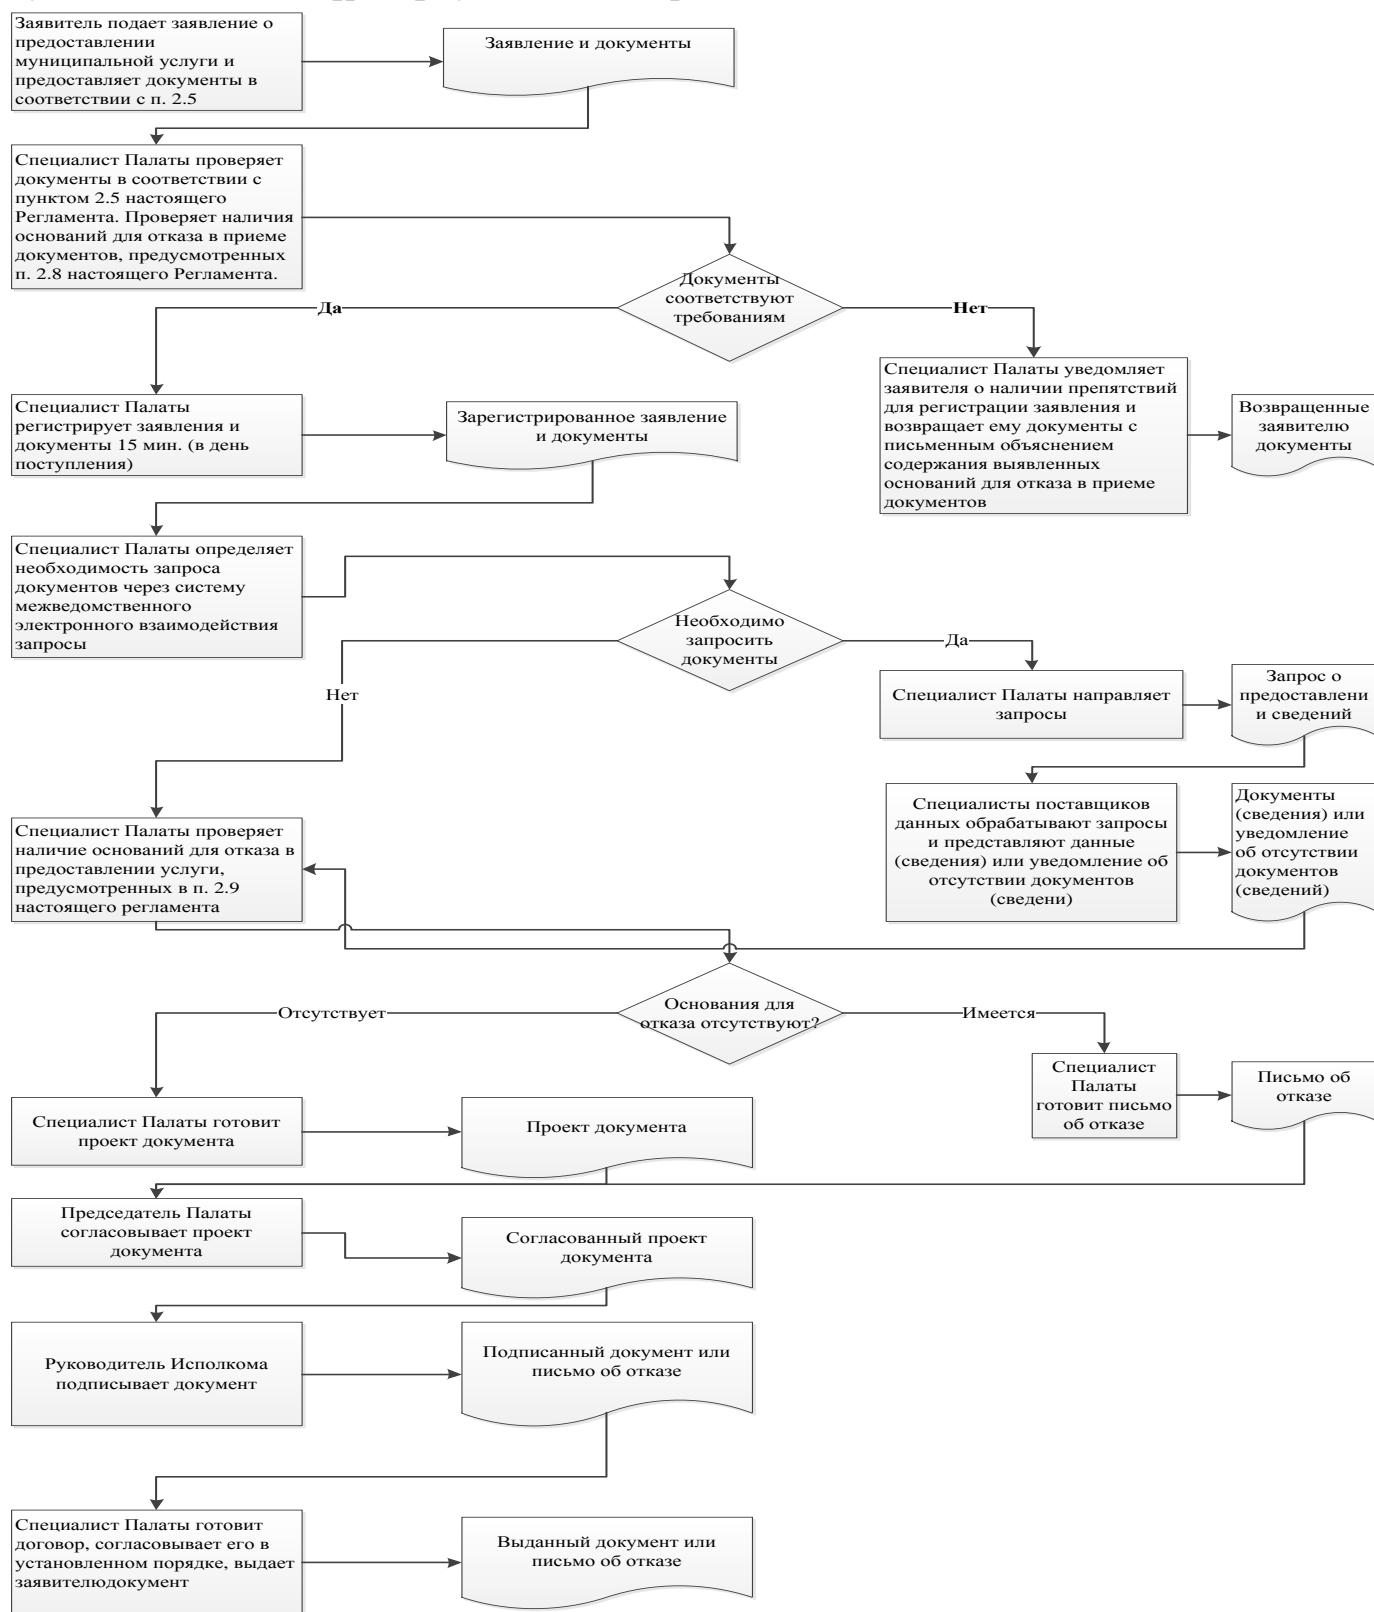 Заявитель подает заявление о
предоставлении
муниципальной услуги и
предоставляет документы в
соответствии с п. 2.5
Заявление и документы
Специалист Палаты проверяет
документы в соответствии с
пунктом 2.5 настоящего
Регламента. Проверяет наличия
оснований для отказа в приеме
документов, предусмотренных
п. 2.8 настоящего Регламента.
Документы
соответствуют
требованиям
Да
Нет
Специалист Палаты
регистрирует заявления и
документы 15 мин. (в день
поступления)
Зарегистрированное заявление
и документы
Специалист Палаты уведомляет
заявителя о наличии препятствий
для регистрации заявления и
возвращает ему документы с
письменным объяснением
содержания выявленных
оснований для отказа в приеме
документов
Возвращенные
заявителю
документы
Специалист Палаты определяет
необходимость запроса
документов через систему
межведомственного
электронного взаимодействия
запросы
Необходимо
запросить
документы
Да
Нет
Специалист Палаты направляет
запросы
Запрос о
предоставлени
и сведений
Специалисты поставщиков
данных обрабатывают запросы
и представляют данные
(сведения) или уведомление об
отсутствии документов
(сведени)
Документы
(сведения) или
уведомление
об отсутствии
документов
(сведений)
Специалист Палаты проверяет
наличие оснований для отказа в
предоставлении услуги,
предусмотренных в п. 2.9
настоящего регламента
Основания для
отказа отсутствуют?
Отсутствует
Имеется
Специалист
Палаты
готовит письмо
об отказе
Письмо об
отказе
Специалист Палаты готовит
проект документа
Проект документа
Председатель Палаты
согласовывает проект
документа
Согласованный проект
документа
Руководитель Исполкома
подписывает документ
Подписанный документ или
письмо об отказе
Специалист Палаты готовит
договор, согласовывает его в
установленном порядке, выдает
заявителюдокумент
Выданный документ или
письмо об отказе